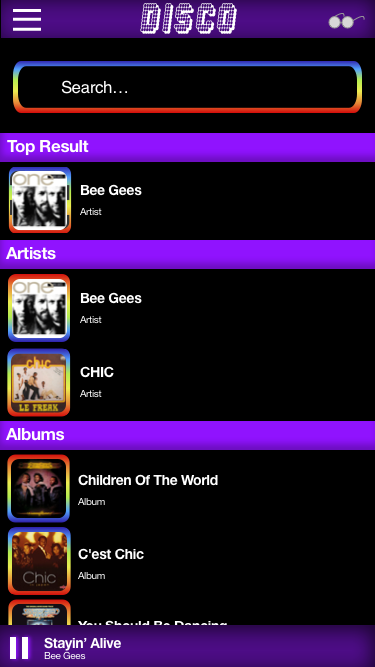 DISCO
Search...
Top Result
one
Bee Gees
Artist
Artists
one
Bee Gees
Artist
CHIC
CHIC
Artist
LE FREAK
Albums
Children Of The World
Album
C'est Chic
Album
Chic
You Should Be Dancing
Stayin' Alive
Bee Gees